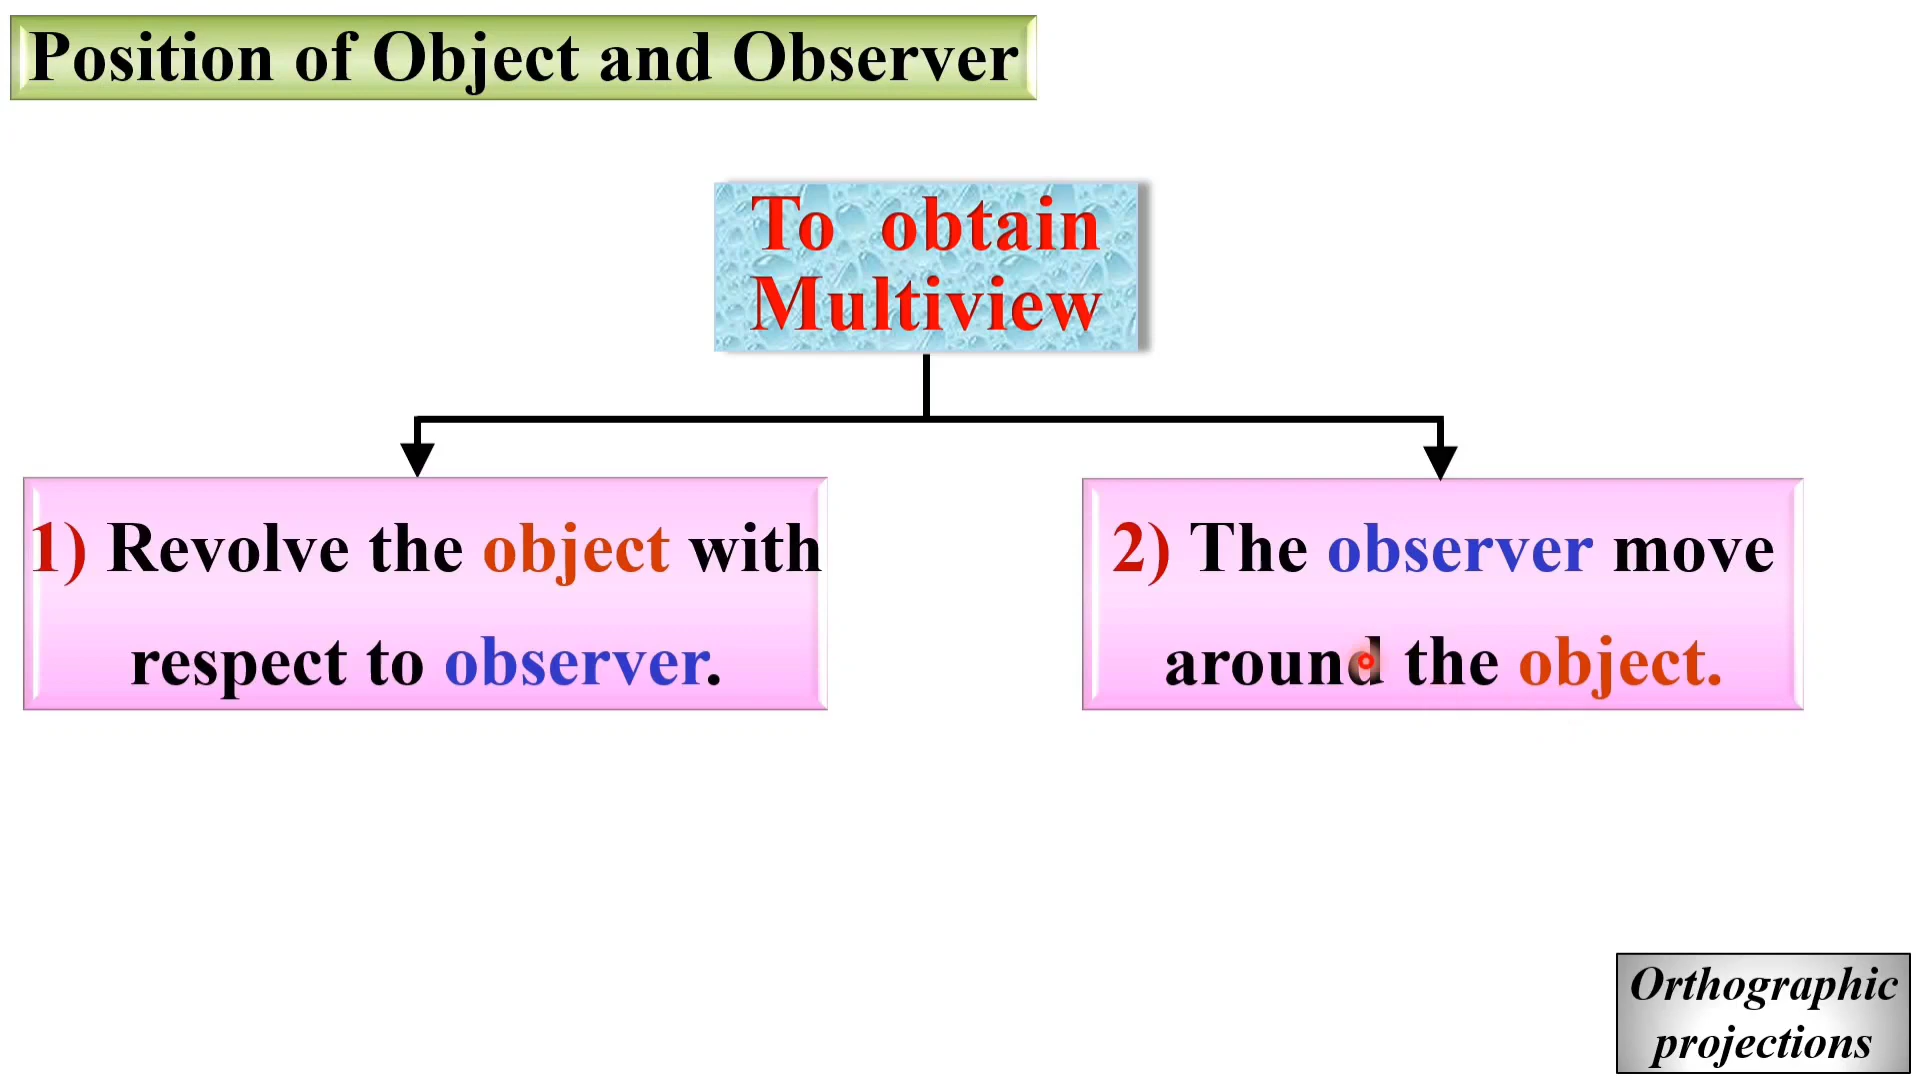 Position of Object and Observer
To obtain
Multiview
1) Revolve the object with
respect to observer.
2) The observer move
around the object.
Orthographic
projections